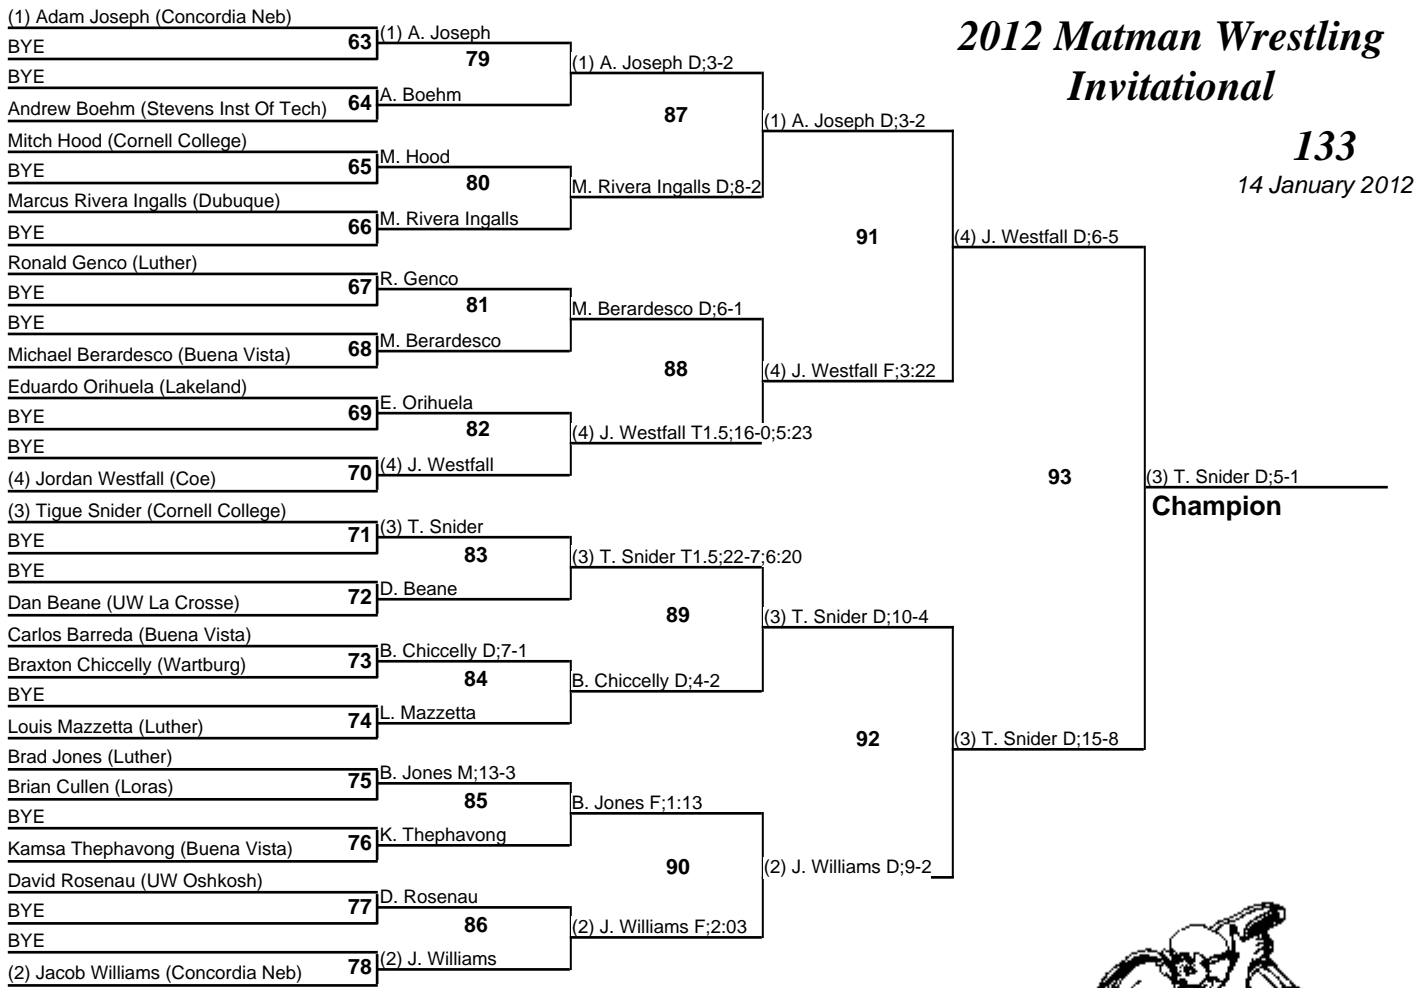 (1) Adam Joseph (Concordia Neb)
BYE
63
BYE
Andrew Boehm (Stevens Inst Of Tech)
64
Mitch Hood (Cornell College)
BYE
65
Marcus Rivera Ingalls (Dubuque)
BYE
66
Ronald Genco (Luther)
BYE
67
BYE
Michael Berardesco (Buena Vista)
68
Eduardo Orihuela (Lakeland)
BYE
69
BYE
(4) Jordan Westfall (Coe)
70
(3) Tigue Snider (Cornell College)
BYE
71
BYE
Dan Beane (UW La Crosse)
72
Carlos Barreda (Buena Vista)
Braxton Chiccelly (Wartburg)
73
BYE
Louis Mazzetta (Luther)
74
Brad Jones (Luther)
Brian Cullen (Loras)
75
BYE
Kamsa Thephavong (Buena Vista)
76
David Rosenau (UW Oshkosh)
BYE
77
BYE
(2) Jacob Williams (Concordia Neb)
78
(1) A. Joseph
79
A. Boehm
M. Hood
80
M. Rivera Ingalls
R. Genco
81
M. Berardesco
E. Orihuela
82
(4) J. Westfall
(3) T. Snider
83
D. Beane
B. Chiccelly D;7-1
84
L. Mazzetta
B. Jones M;13-3
85
K. Thephavong
D. Rosenau
86
(2) J. Williams
(1) A. Joseph D;3-2
87
M. Rivera Ingalls D;8-2
M. Berardesco D;6-1
88
(4) J. Westfall T1.5;16-0;5:23
(3) T. Snider T1.5;22-7;6:20
89
B. Chiccelly D;4-2
B. Jones F;1:13
90
(2) J. Williams F;2:03
(1) A. Joseph D;3-2
91
(4) J. Westfall F;3:22
(3) T. Snider D;10-4
92
(2) J. Williams D;9-2
(4) J. Westfall D;6-5
93
(3) T. Snider D;15-8
(3) T. Snider D;5-1
Champion
2012 Matman Wrestling
Invitational
133
14 January 2012